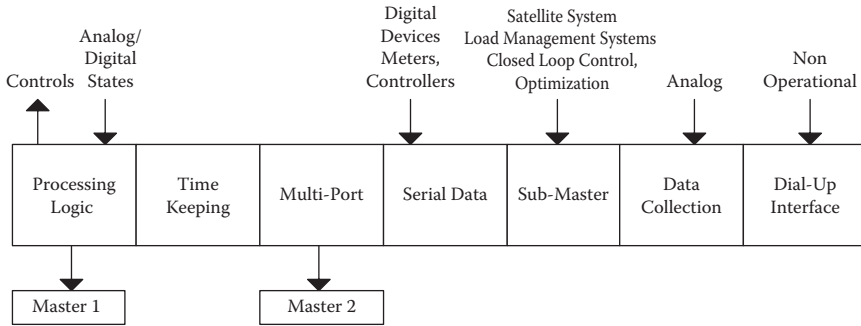 Controls
Analog/
Digital
States
Digital
Devices
Meters,
Controllers
Satellite System
Load Management Systems
Closed Loop Control,
Optimization
Analog
Non
Operational
Processing
Logic
Time
Keeping
Multi-Port
Serial Data
Sub-Master
Data
Collection
Dial-Up
Interface
Master 1
Master 2